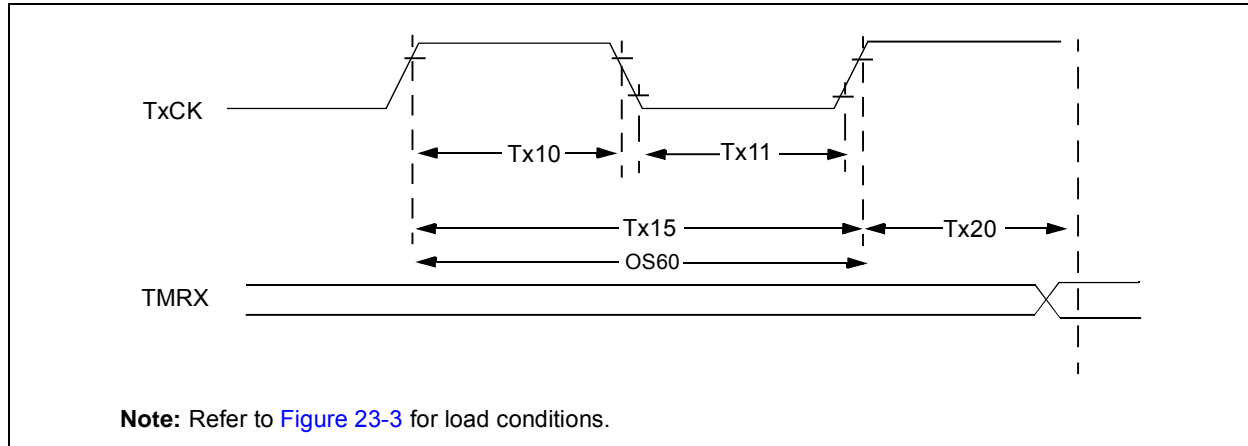 TxCK
Tx10
Tx11
Tx15
Tx20
OS60
TMRX
Note: Refer to Figure 23-3 for load conditions.